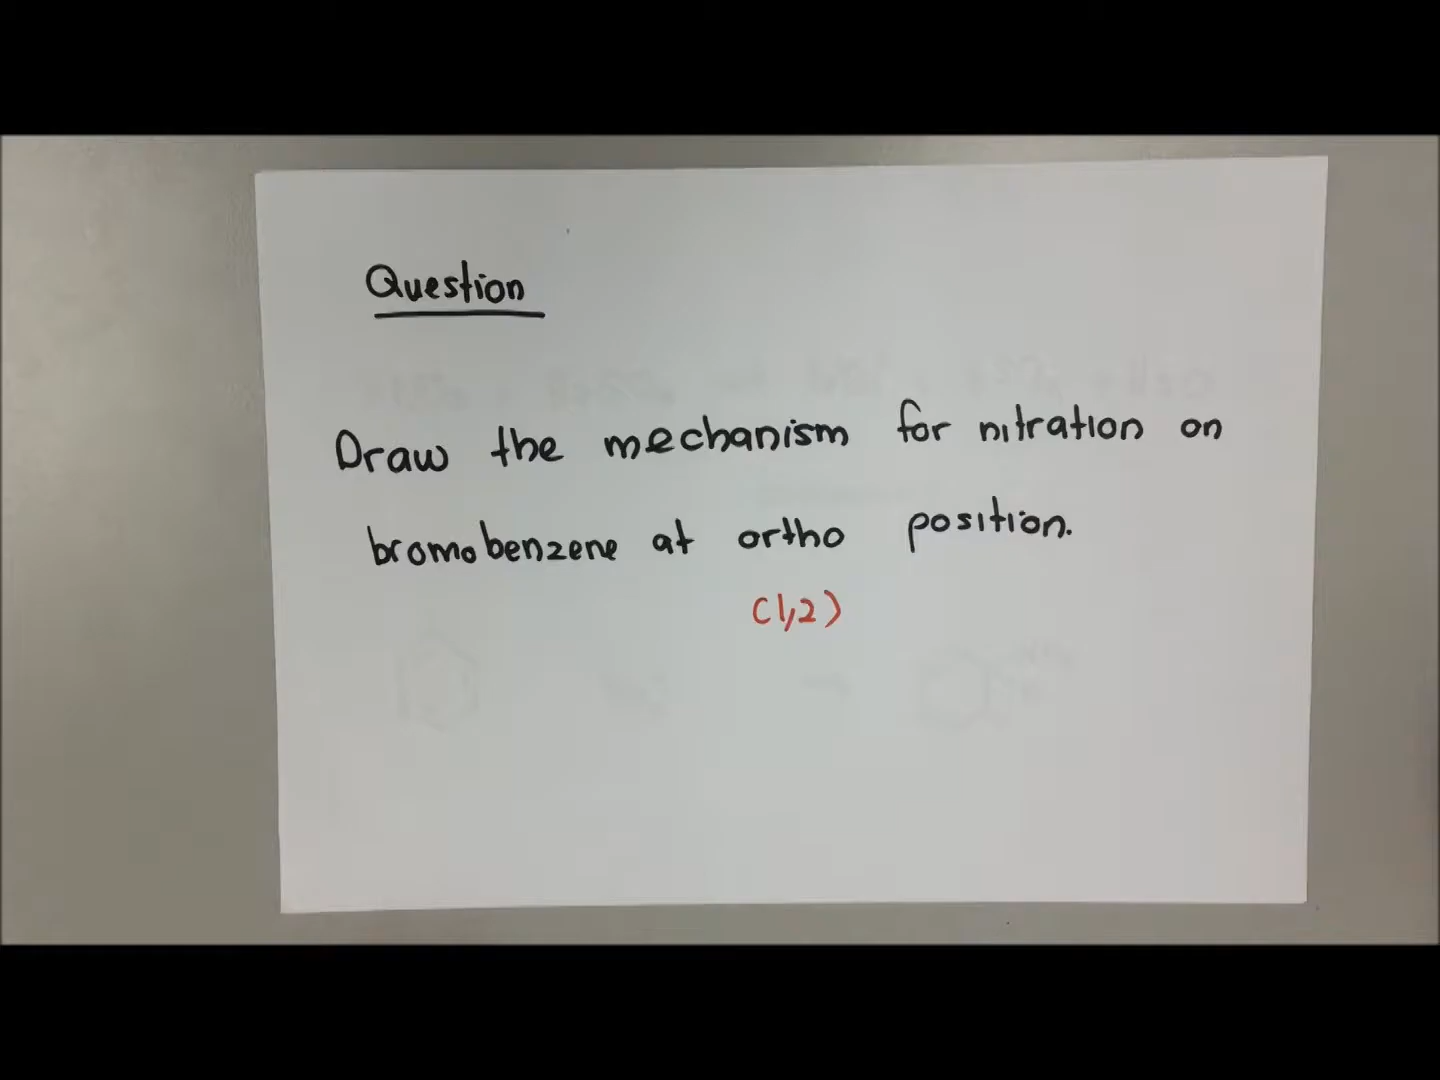 Question
Draw the mechanism for nitration on
bromobenzene at ortho position.
(1,2)